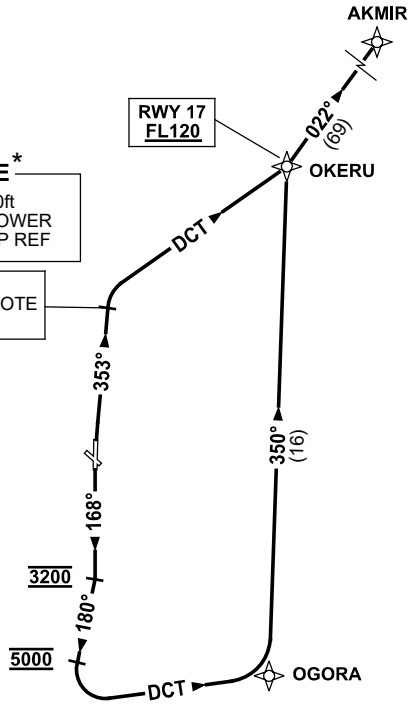 AKMIR
022°
(69)
RWY 17
FL120
OKERU
E*
0ft
OWER
P REF
DCT
OTE
353°
350°
(16)
168°
3200
180°
5000
DCT
OGORA